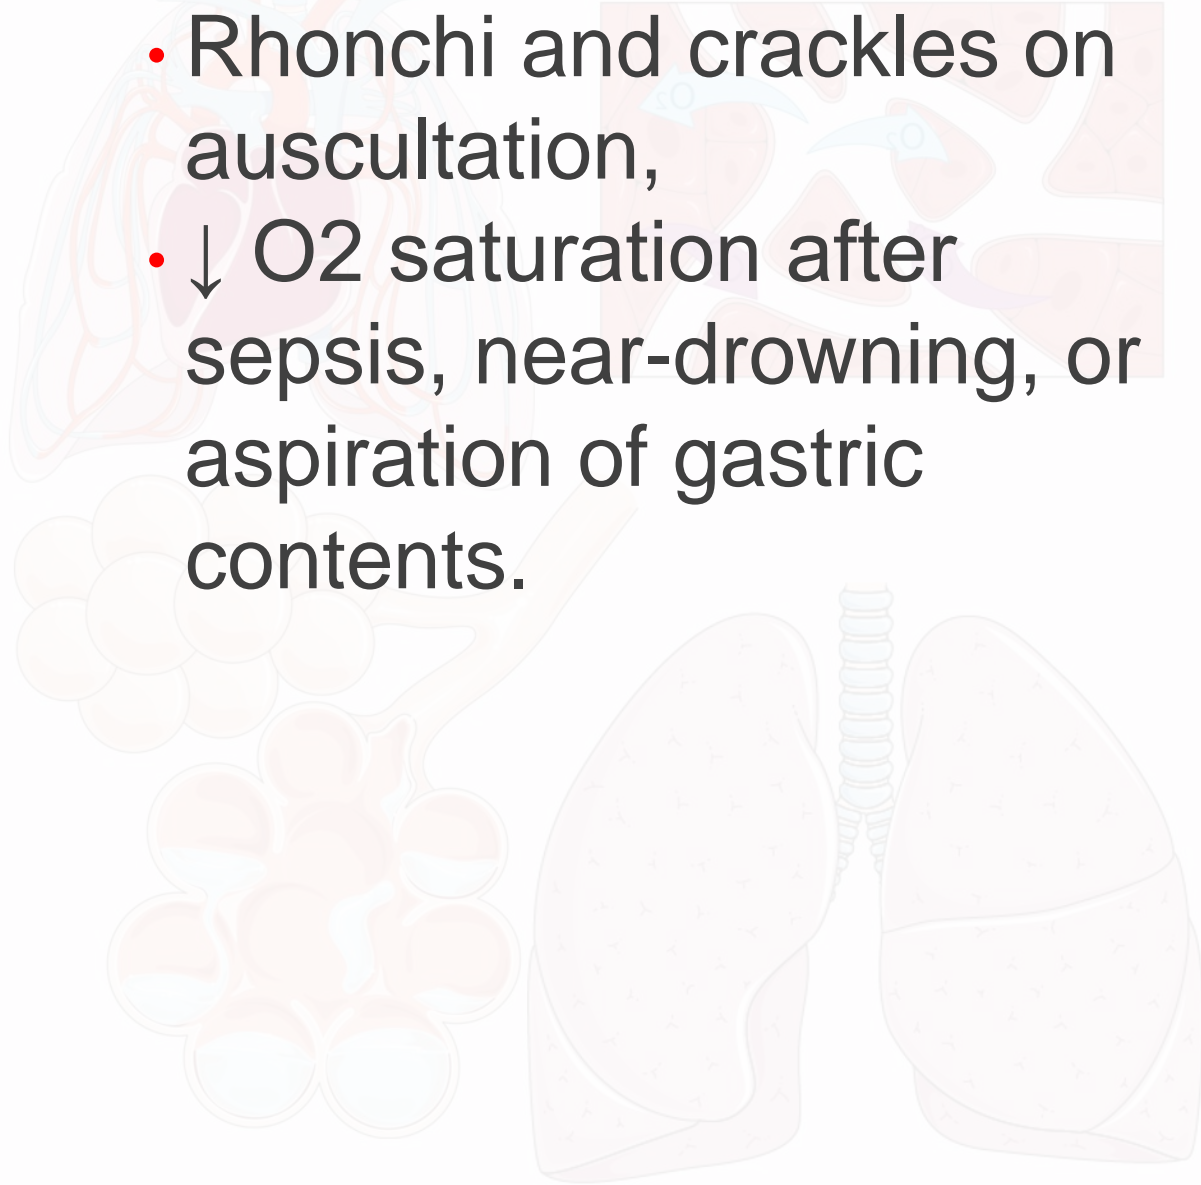 • Rhonchi and crackles on
auscultation,
• ↓ O2 saturation after
sepsis, near-drowning, or
aspiration of gastric
contents.